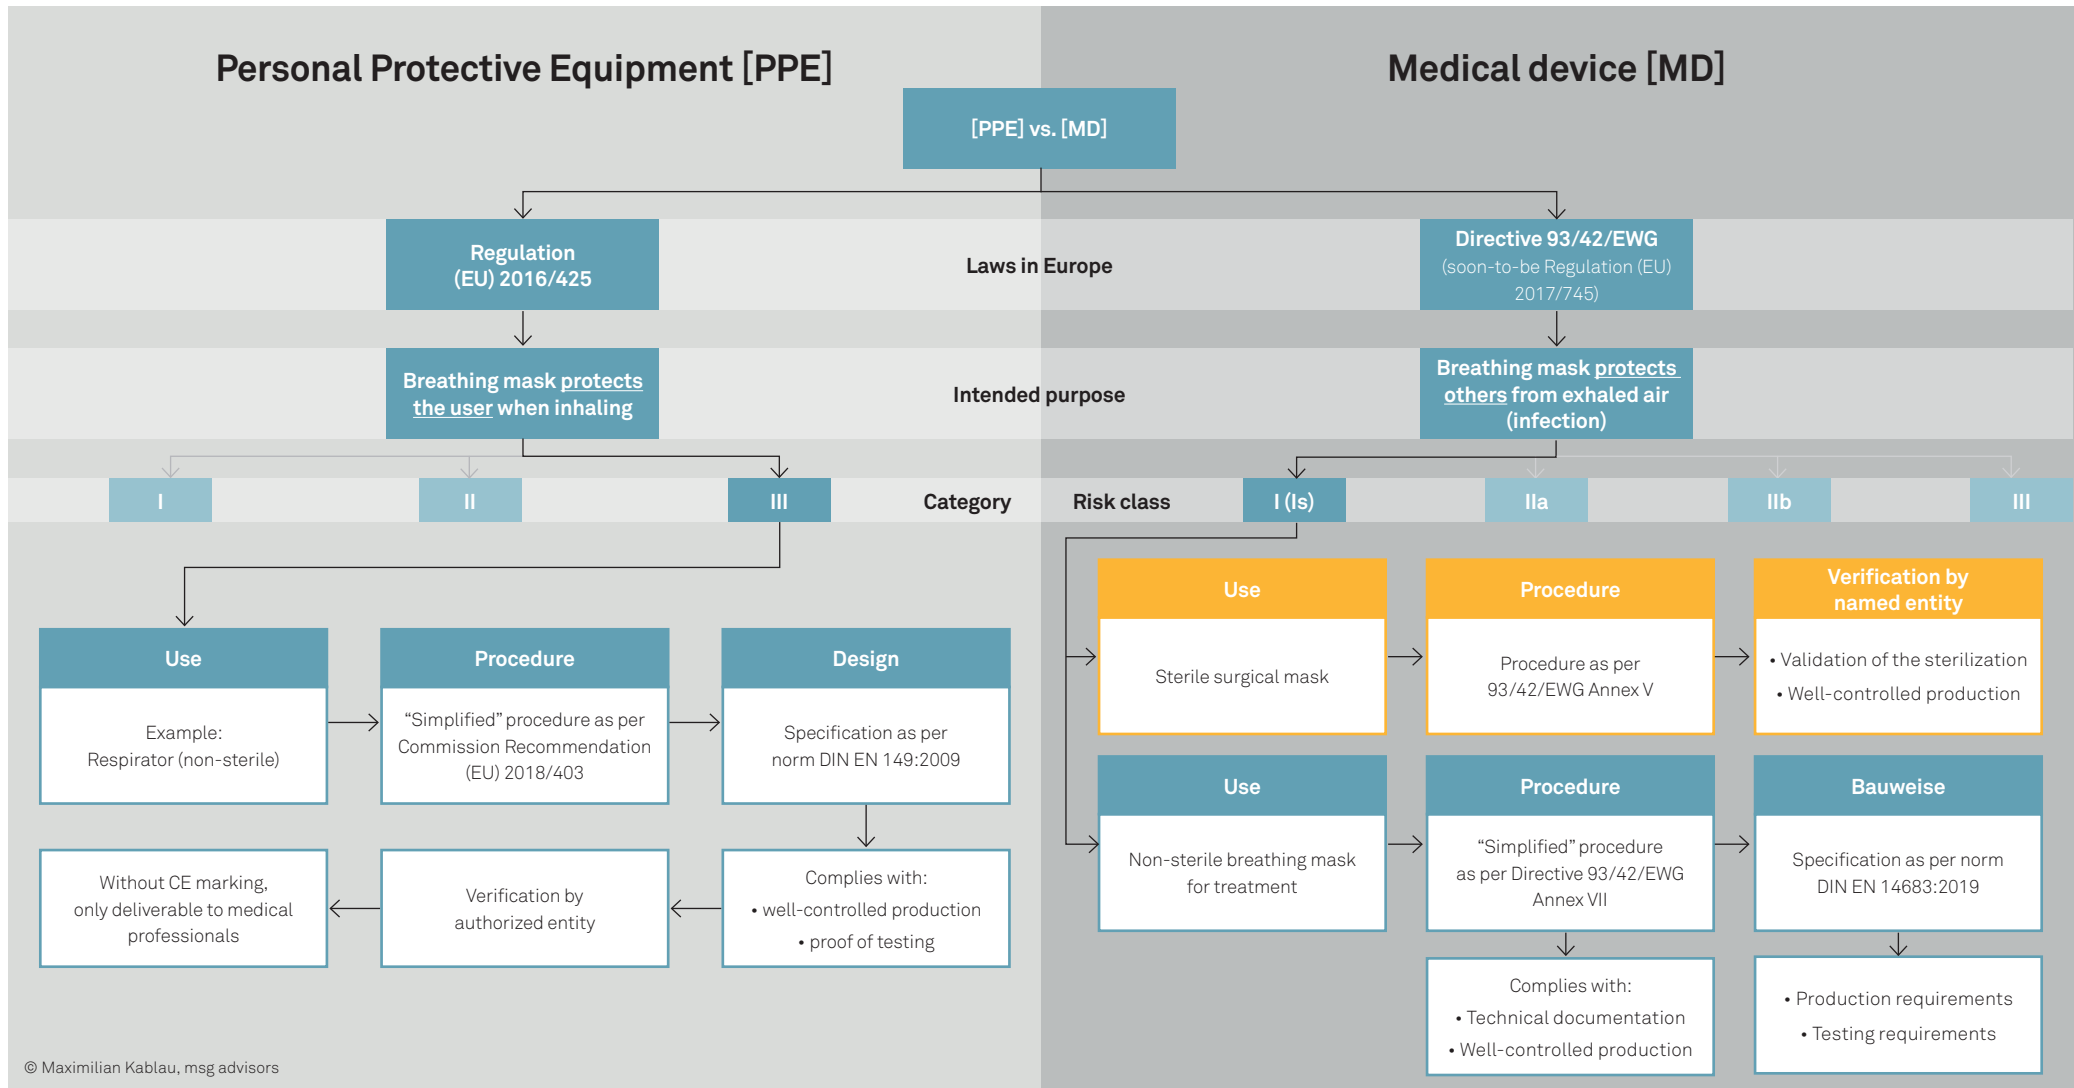 Personal Protective Equipment [PPE]
Medical device [MD]
[PPE] vs. [MD]
Regulation
(EU) 2016/425
Laws in Europe
Directive 93/42/EWG
(soon-to-be Regulation (EU)
2017/745)
Breathing mask protects
the user when inhaling
Intended purpose
Breathing mask protects
others from exhaled air
(infection)
I
II
III
Category
Risk class
I (Is)
IIa
IIb
III
Use
Example:
Respirator (non-sterile)
Procedure
“Simplified” procedure as per
Commission Recommendation
(EU) 2018/403
Design
Specification as per
norm DIN EN 149:2009
Complies with:
• well-controlled production
• proof of testing
Verification by
authorized entity
Without CE marking,
only deliverable to medical
professionals
Use
Sterile surgical mask
Procedure
Procedure as per
93/42/EWG Annex V
Verification by
named entity
• Validation of the sterilization
• Well-controlled production
Use
Non-sterile breathing mask
for treatment
Procedure
“Simplified” procedure
as per Directive 93/42/EWG
Annex VII
Bauweise
Specification as per norm
DIN EN 14683:2019
Complies with:
• Technical documentation
• Well-controlled production
• Production requirements
• Testing requirements
© Maximilian Kablau, msg advisors